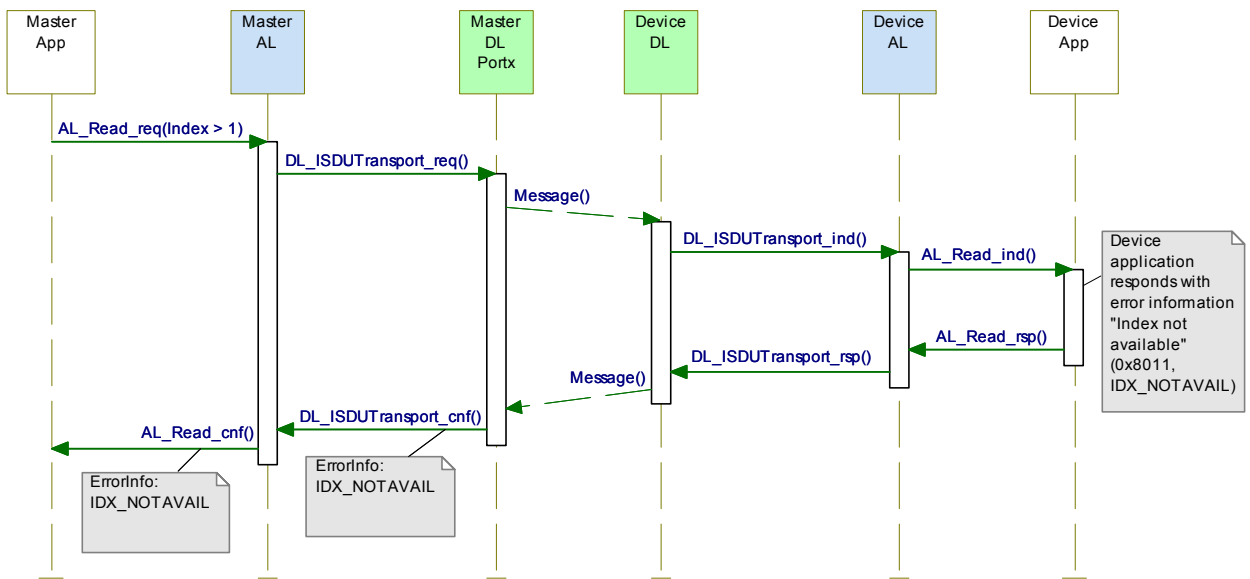 Master
App
Master
AL
Master
DL
Portx
Device
DL
Device
AL
Device
App
AL_Read_req(Index > 1)
DL_ISDUTransport_req()
Message()
DL_ISDUTransport_ind()
AL_Read_ind()
Device
application
responds with
error information
"Index not
available"
(0x8011,
IDX_NOTAVAIL)
AL_Read_rsp()
DL_ISDUTransport_rsp()
Message()
DL_ISDUTransport_cnf()
AL_Read_cnf()
ErrorInfo:
IDX_NOTAVAIL
ErrorInfo:
IDX_NOTAVAIL